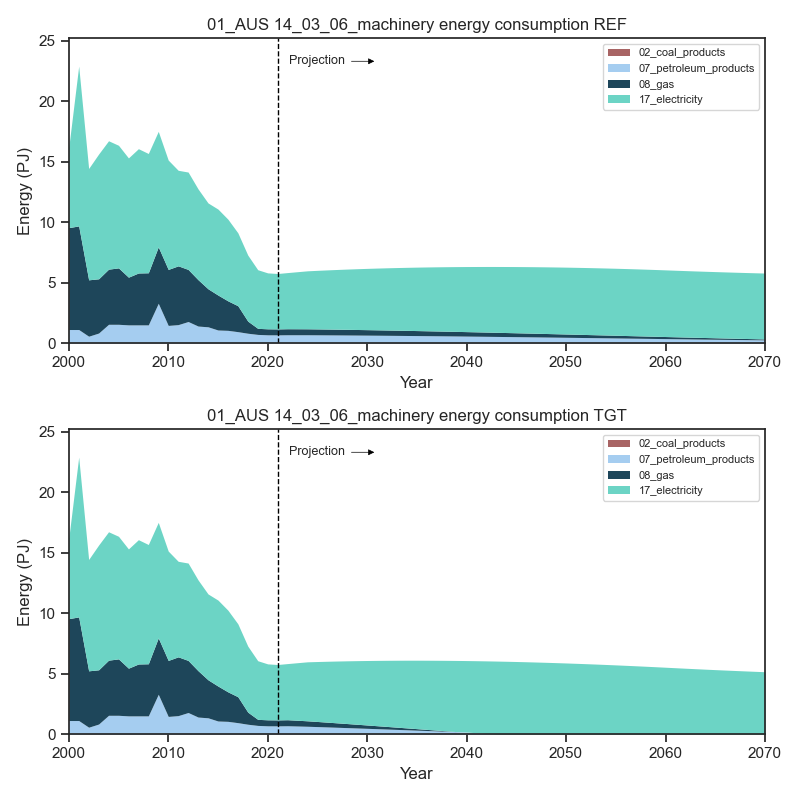 01_AUS 14_03_06_machinery energy consumption REF
25
20
15
10
5
0
Energy (PJ)
Projection
02_coal_products
07_petroleum_products
08_gas
17_electricity
2000 2010 2020 2030 2040 2050 2060 2070
Year
01_AUS 14_03_06_machinery energy consumption TGT
25
20
15
10
5
0
Energy (PJ)
Projection
02_coal_products
07_petroleum_products
08_gas
17_electricity
2000 2010 2020 2030 2040 2050 2060 2070
Year